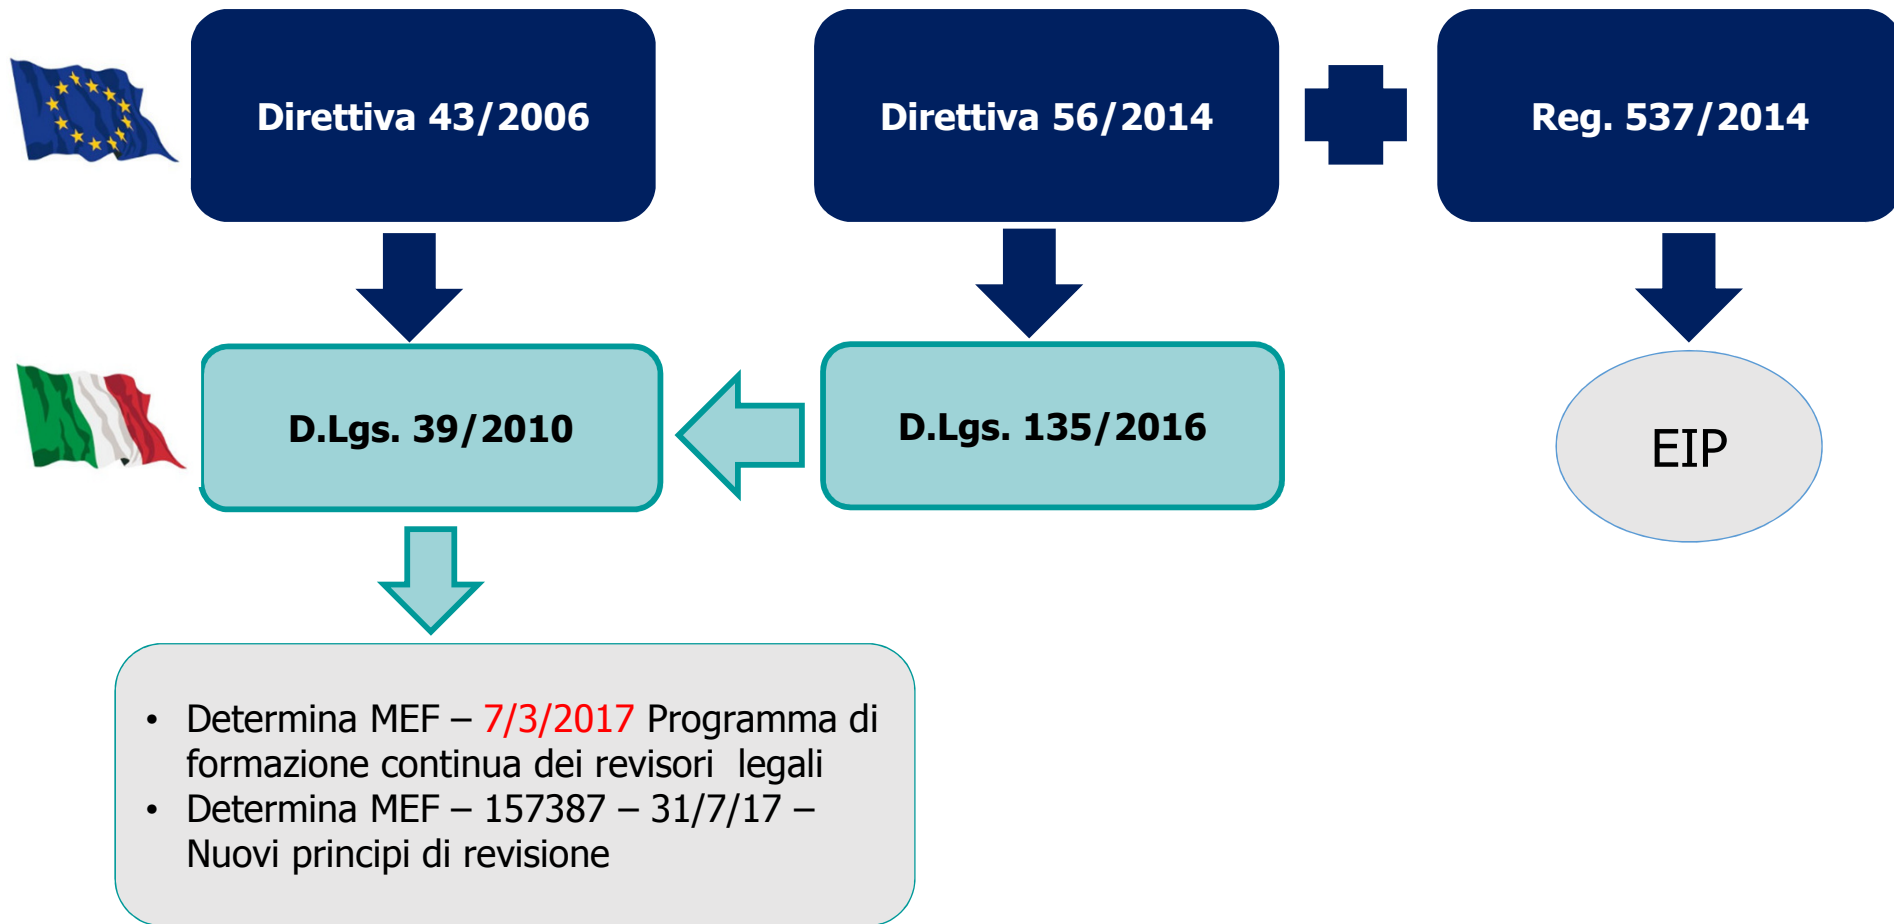 Direttiva 43/2006
Direttiva 56/2014
Reg. 537/2014
D.Lgs. 39/2010
D.Lgs. 135/2016
EIP
• Determina MEF – 7/3/2017 Programma di
formazione continua dei revisori legali
• Determina MEF – 157387 – 31/7/17 –
Nuovi principi di revisione